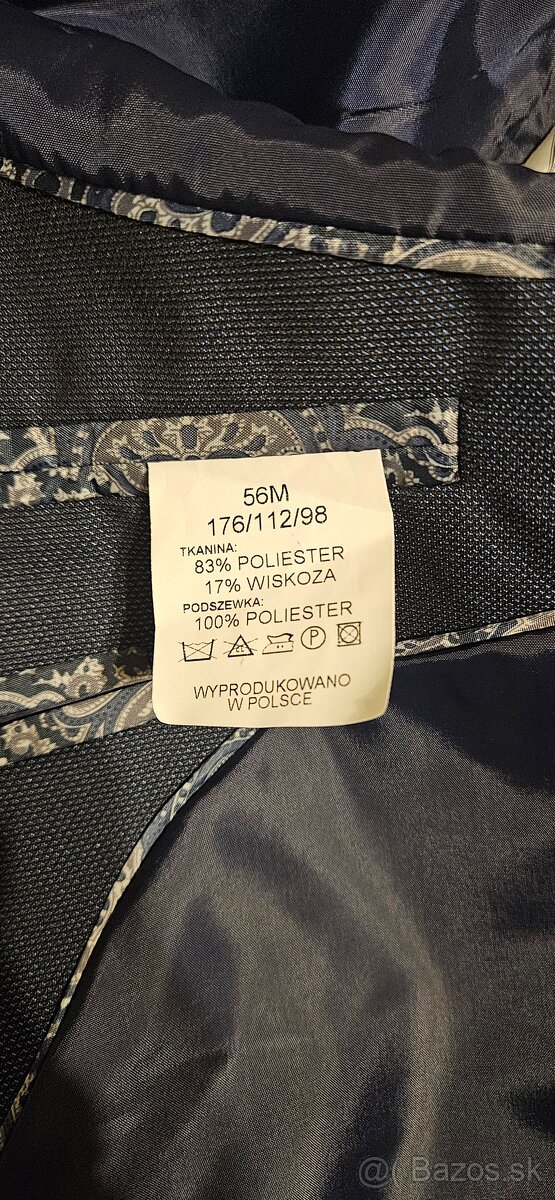 56M
176/112/98
TKANINA:
83% POLIESTER
17% WISKOZA
PODSZEWKA:
100% POLIESTER
P
WYPRODUKOWANO
W POLSCE
@ Bazos.sk